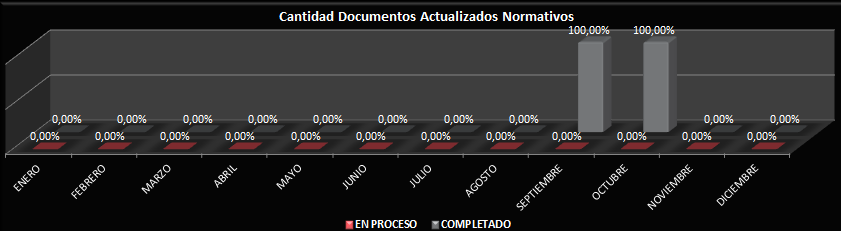 Cantidad Documentos Actualizados Normativos
100,00% 100,00%
0,00% 0,00% 0,00% 0,00% 0,00% 0,00% 0,00% 0,00% 0,00% 0,00%
0,00% 0,00% 0,00% 0,00% 0,00% 0,00% 0,00% 0,00% 0,00% 0,00% 0,00% 0,00%
ENERO FEBRERO MARZO ABRIL MAYO JUNIO JULIO AGOSTO SEPTIEMBRE OCTUBRE NOVIEMBRE DICIEMBRE
EN PROCESO COMPLETADO